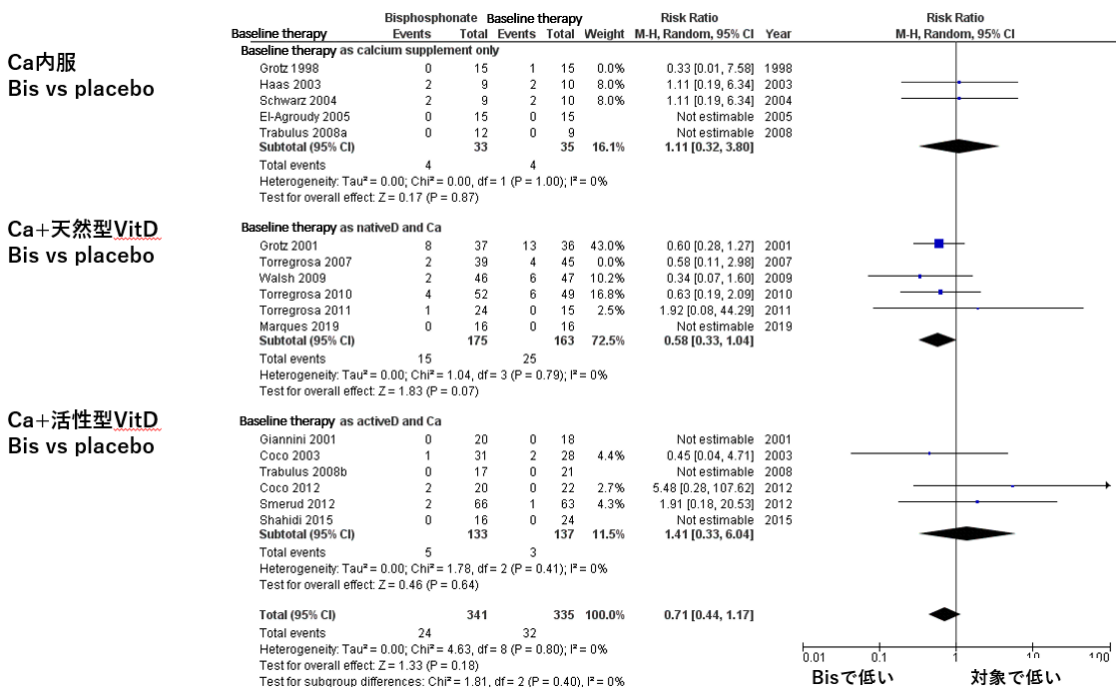 Bisphosphonate Baseline therapy Risk Ratio Risk Ratio
Baseline therapy Events Total Events Total Weight M-H, Random, 95% CI Year M-H, Random, 95% CI
Ca内服
Bis vs placebo
Baseline therapy as calcium supplement only
Grotz 1998 0 15 1 15 0.0% 0.33 [0.01, 7.58] 1998
Haas 2003 2 9 2 10 8.0% 1.11 [0.19, 6.34] 2003
Schwarz 2004 2 9 2 10 8.0% 1.11 [0.19, 6.34] 2004
El-Agroudy 2005 0 15 0 15 Not estimable 2005
Trabulus 2008a 0 12 0 9 Not estimable 2008
Subtotal (95% CI) 33 35 16.1% 1.11 [0.32, 3.80]
Total events 4 4
Heterogeneity: Tau² = 0.00; Chi² = 0.00, df = 1 (P = 1.00); I² = 0%
Test for overall effect: Z = 0.17 (P = 0.87)
Ca+天然型VitD
Bis vs placebo
Baseline therapy as nativeD and Ca
Grotz 2001 8 37 13 36 43.0% 0.60 [0.28, 1.27] 2001
Torregrosa 2007 2 39 4 45 0.0% 0.58 [0.11, 2.98] 2007
Walsh 2009 2 46 6 47 10.2% 0.34 [0.07, 1.60] 2009
Torregrosa 2010 4 52 6 49 16.8% 0.63 [0.19, 2.09] 2010
Torregrosa 2011 1 24 0 15 2.5% 1.92 [0.08, 44.29] 2011
Marques 2019 0 16 0 16 Not estimable 2019
Subtotal (95% CI) 175 163 72.5% 0.58 [0.33, 1.04]
Total events 15 25
Heterogeneity: Tau² = 0.00; Chi² = 1.04, df = 3 (P = 0.79); I² = 0%
Test for overall effect: Z = 1.83 (P = 0.07)
Ca+活性型VitD
Bis vs placebo
Baseline therapy as activeD and Ca
Giannini 2001 0 20 0 18 Not estimable 2001
Coco 2003 1 31 2 28 4.4% 0.45 [0.04, 4.71] 2003
Trabulus 2008b 0 17 0 21 Not estimable 2008
Coco 2012 2 20 0 22 2.7% 5.48 [0.28, 107.62] 2012
Smerud 2012 2 66 1 63 4.3% 1.91 [0.18, 20.53] 2012
Shahidi 2015 0 16 0 24 Not estimable 2015
Subtotal (95% CI) 133 137 11.5% 1.41 [0.33, 6.04]
Total events 5 3
Heterogeneity: Tau² = 0.00; Chi² = 1.78, df = 2 (P = 0.41); I² = 0%
Test for overall effect: Z = 0.46 (P = 0.64)
Total (95% CI) 341 335 100.0% 0.71 [0.44, 1.17]
Total events 24 32
Heterogeneity: Tau² = 0.00; Chi² = 4.63, df = 8 (P = 0.80); I² = 0%
Test for overall effect: Z = 1.33 (P = 0.18)
Test for subgroup differences: Chi² = 1.81, df = 2 (P = 0.40), I² = 0%
0.01 0.1 1 10 100
Bisで低い 対象で低い